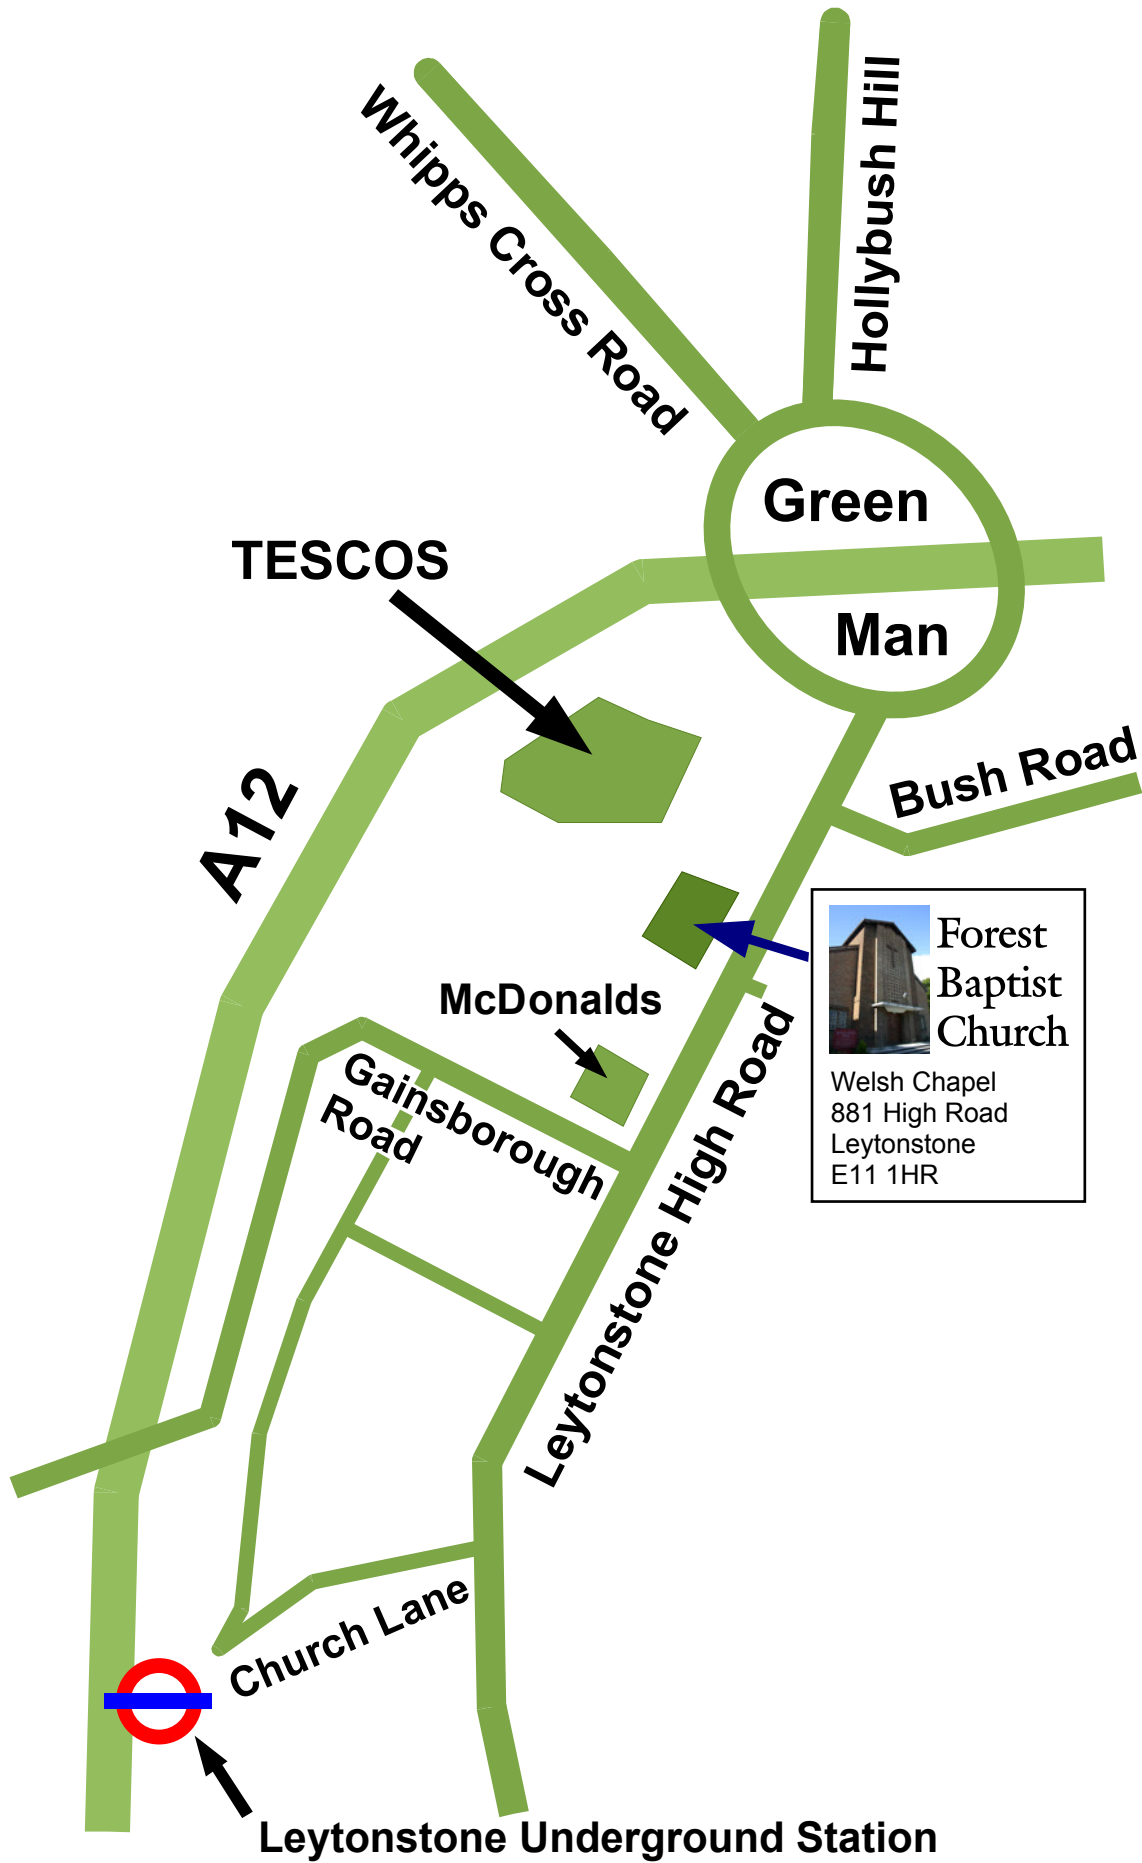 Whipps Cross Road
Hollybush Hill
Green
Man
TESCOS
Bush Road
A12
Forest
Baptist
Church
Welsh Chapel
881 High Road
Leytonstone
E11 1HR
McDonalds
Gainsborough
Road
Leytonstone High Road
Church Lane
Leytonstone Underground Station